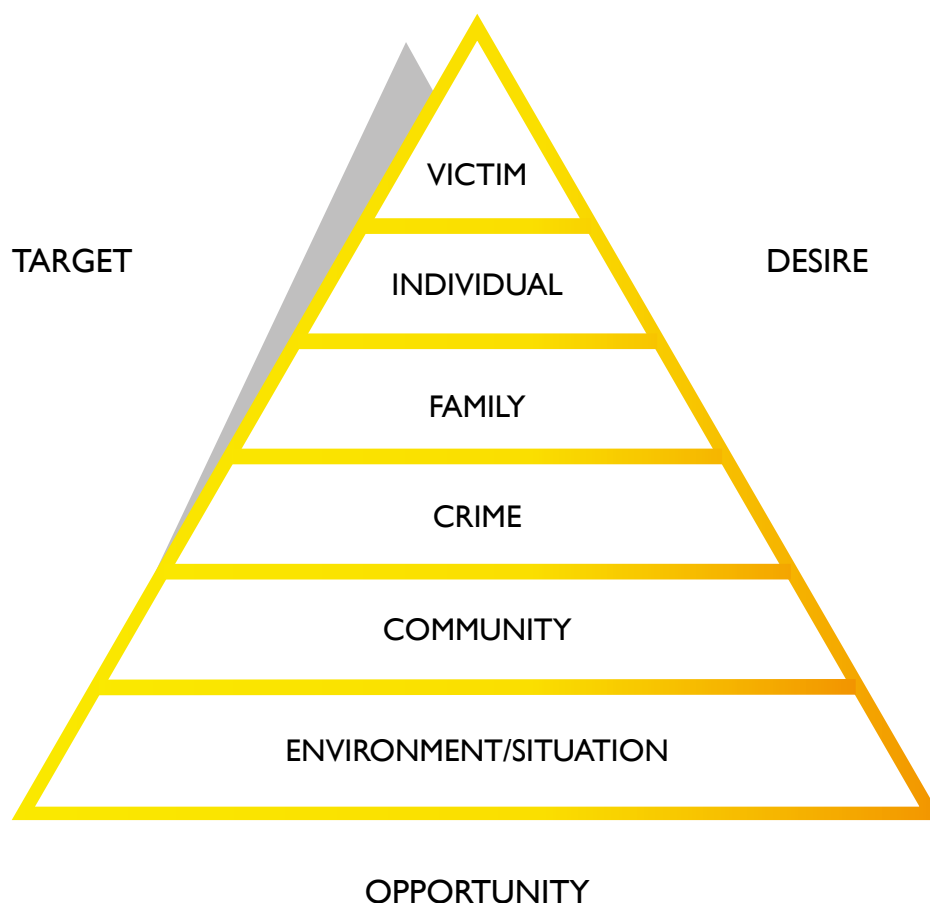 VICTIM
TARGET
DESIRE
INDIVIDUAL
FAMILY
CRIME
COMMUNITY
ENVIRONMENT/SITUATION
OPPORTUNITY